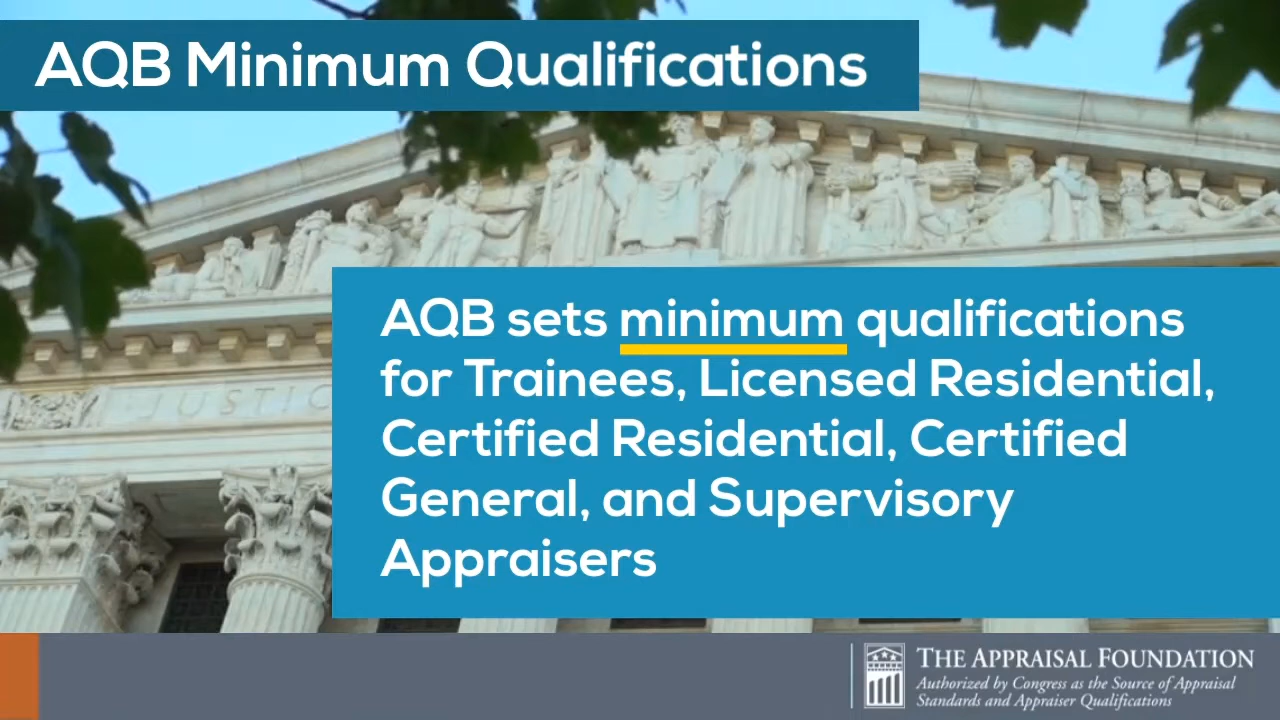 AQB Minimum Qualifications
AQB sets minimum qualifications
for Trainees, Licensed Residential,
Certified Residential, Certified
General, and Supervisory
Appraisers
JUSTIC
THE APPRAISAL FOUNDATION
Authorized by Congress as the Source of Appraisal
Standards and Appraiser Qualifications